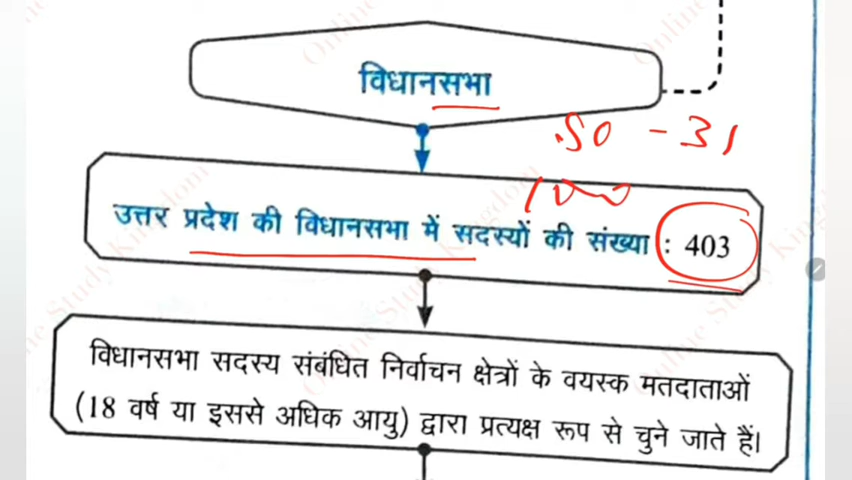 विधानसभा
50 - 31
100
उत्तर प्रदेश की विधानसभा में सदस्यों की संख्या : 403
विधानसभा सदस्य संबंधित निर्वाचन क्षेत्रों के वयस्क मतदाताओं
(18 वर्ष या इससे अधिक आयु) द्वारा प्रत्यक्ष रूप से चुने जाते हैं।